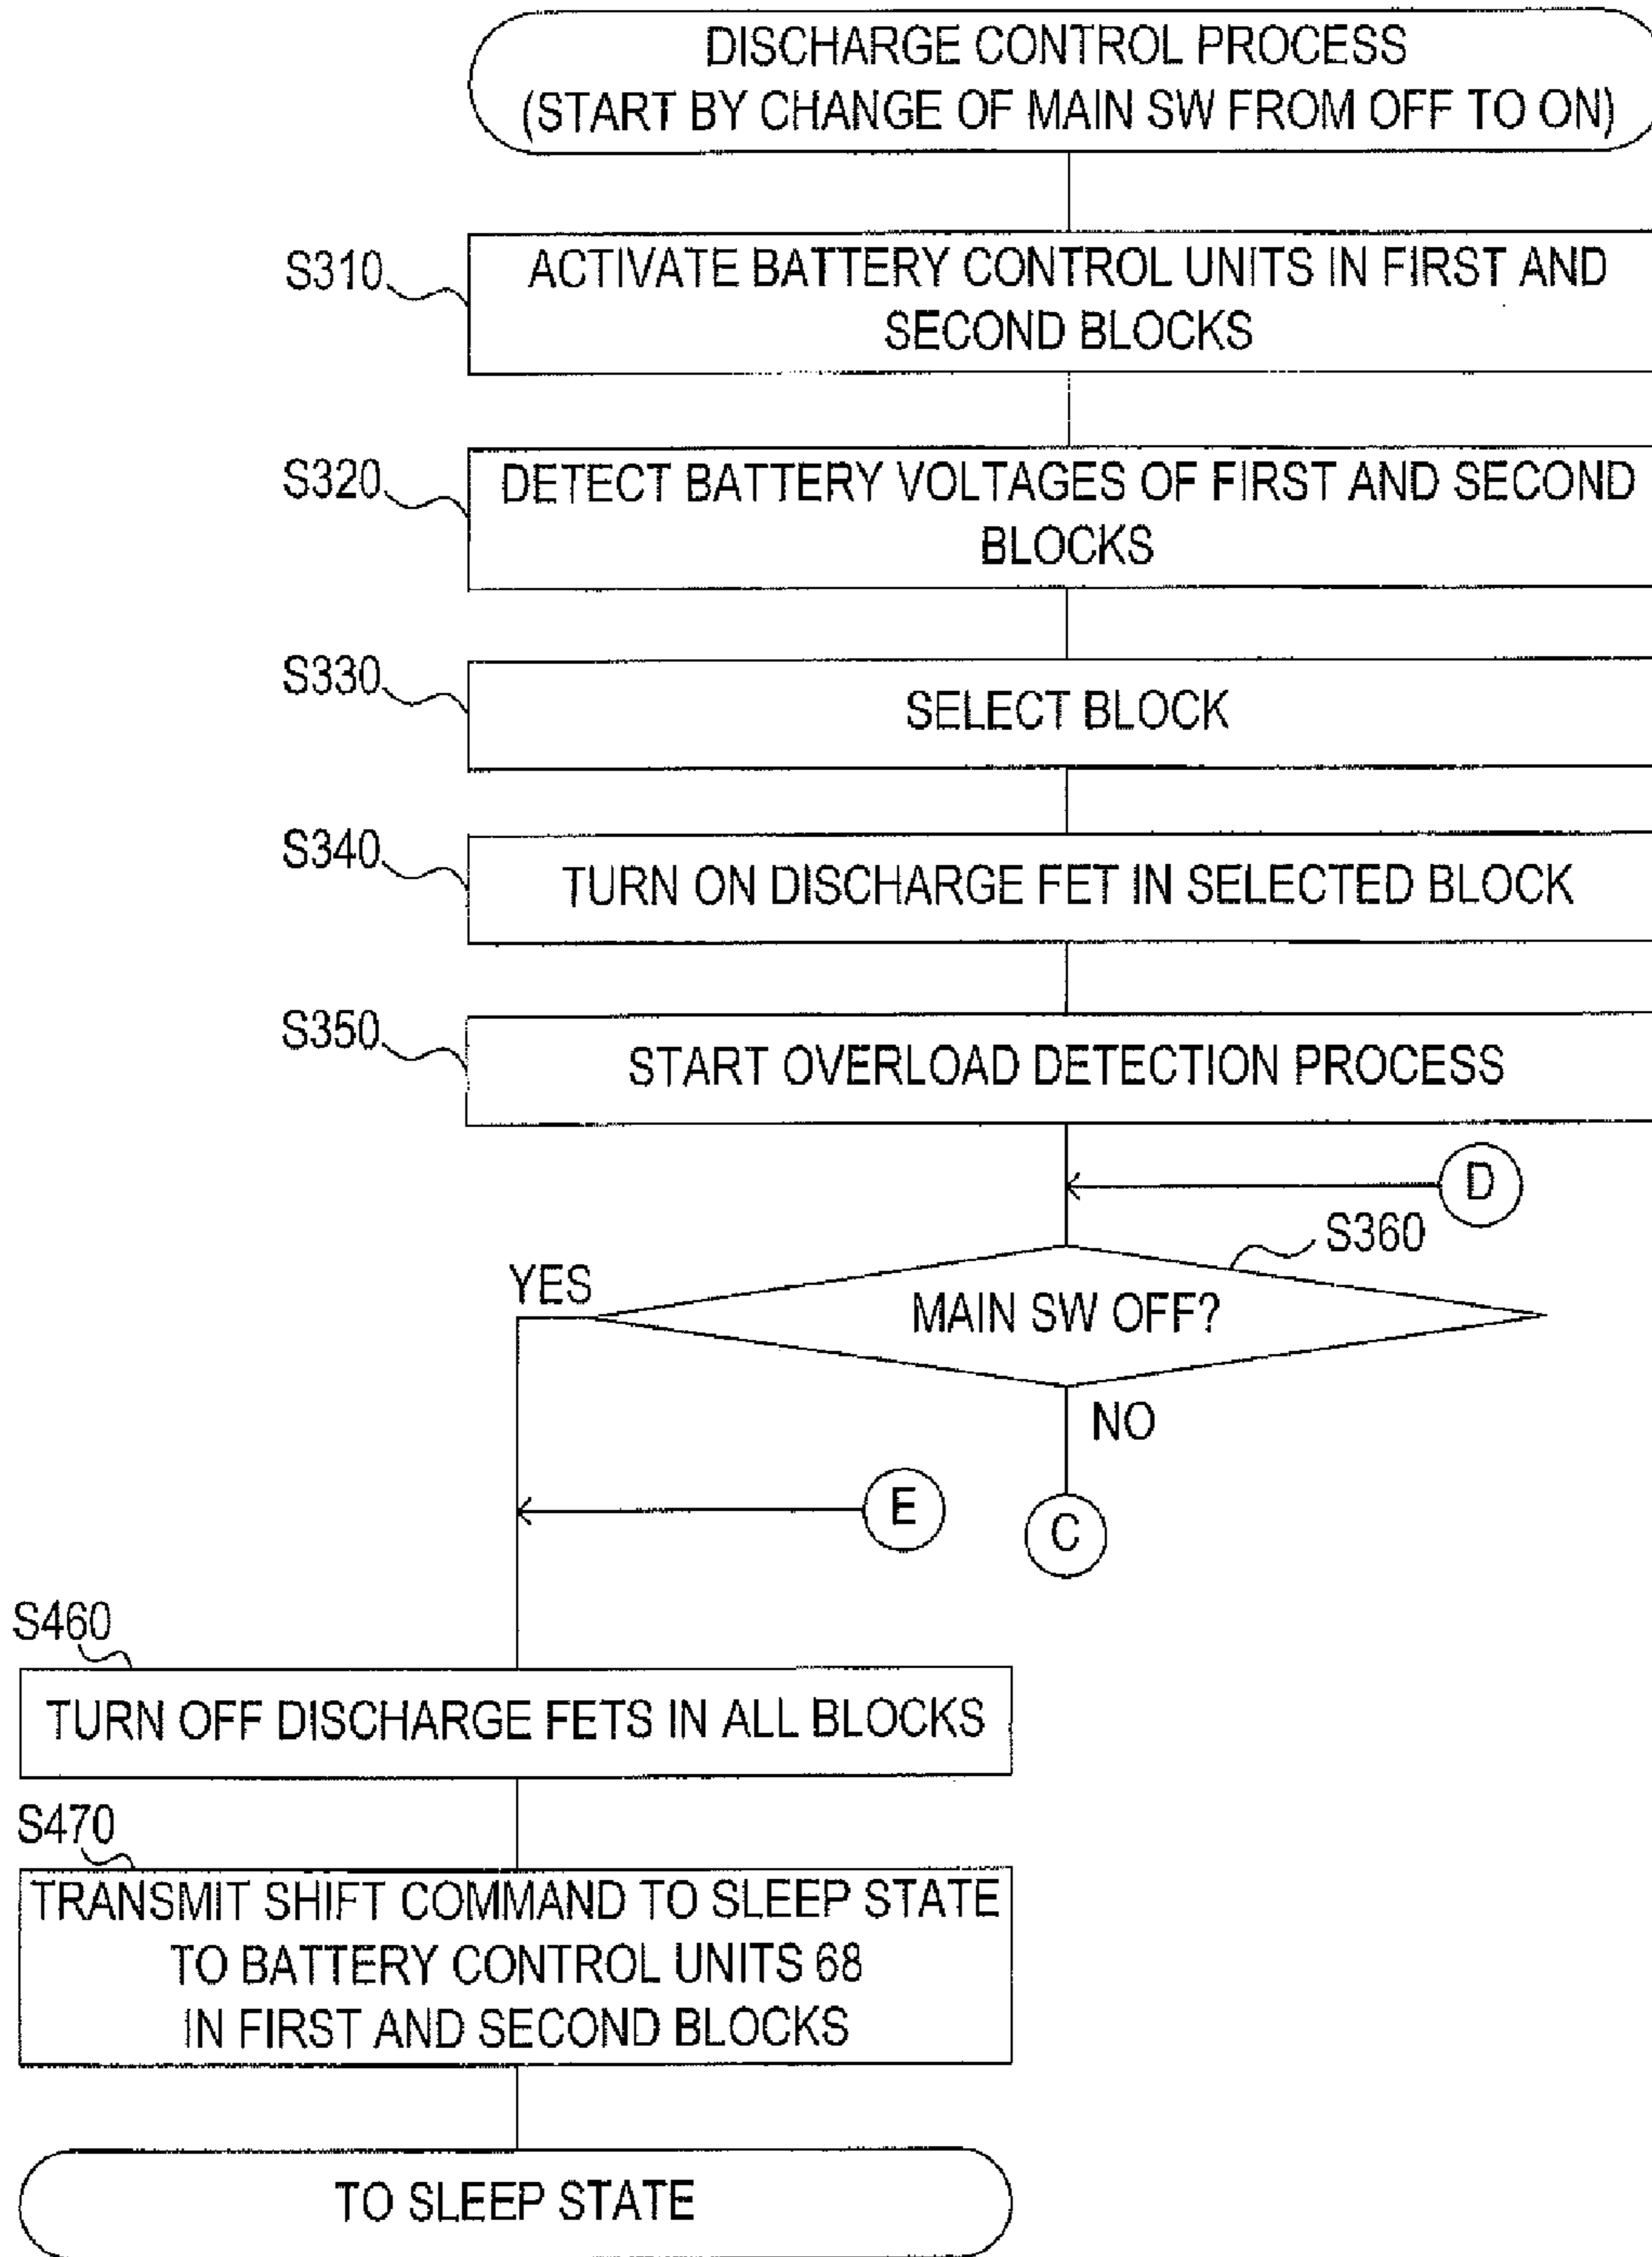 DISCHARGE CONTROL PROCESS
(START BY CHANGE OF MAIN SW FROM OFF TO ON)
S310
ACTIVATE BATTERY CONTROL UNITS IN FIRST AND
SECOND BLOCKS
S320
DETECT BATTERY VOLTAGES OF FIRST AND SECOND
BLOCKS
S330
SELECT BLOCK
S340
TURN ON DISCHARGE FET IN SELECTED BLOCK
S350
START OVERLOAD DETECTION PROCESS
D
S360
YES
MAIN SW OFF?
NO
E
C
S460
TURN OFF DISCHARGE FETS IN ALL BLOCKS
S470
TRANSMIT SHIFT COMMAND TO SLEEP STATE
TO BATTERY CONTROL UNITS 68
IN FIRST AND SECOND BLOCKS
TO SLEEP STATE